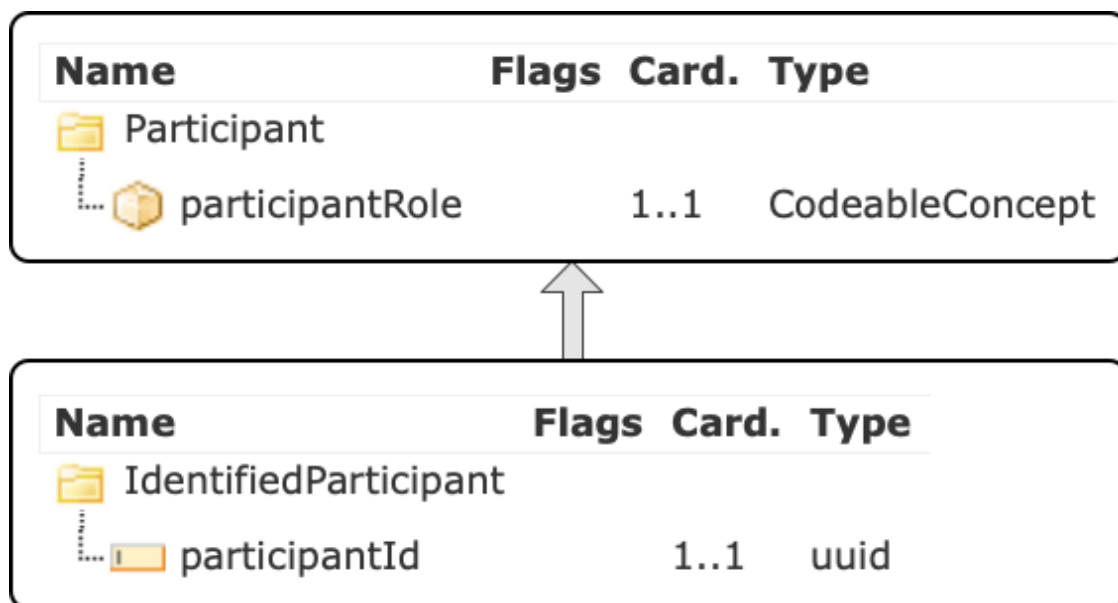 Name Flags Card. Type
Participant
participantRole 1..1 CodeableConcept
Name Flags Card. Type
IdentifiedParticipant
participantId 1..1 uuid